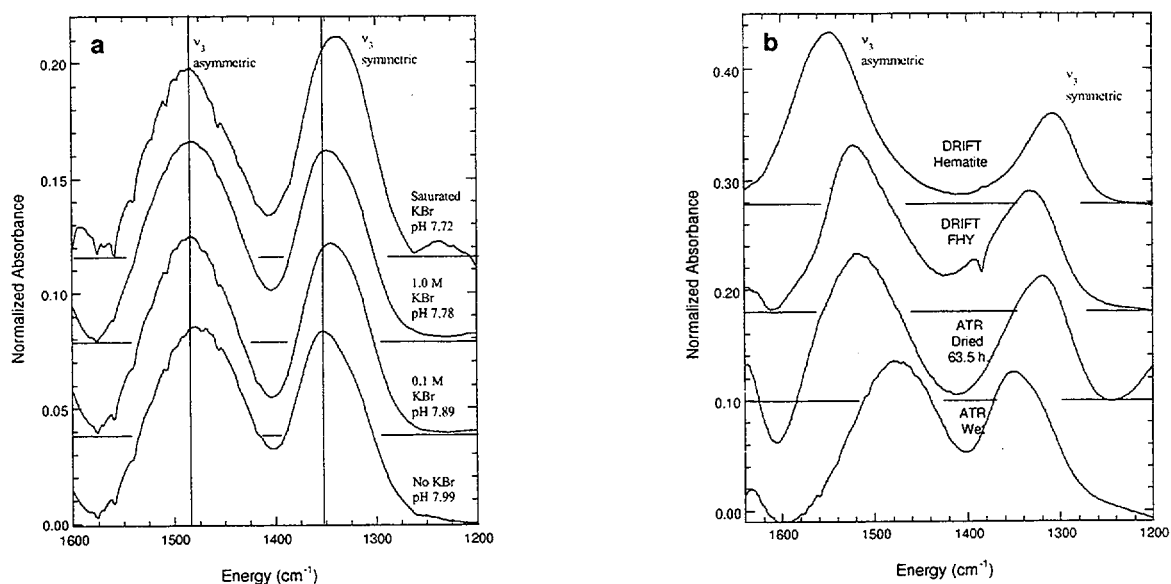 a
ν3
asymmetric
ν3
symmetric
Saturated
KBr
pH 7.72
1.0 M
KBr
pH 7.78
0.1 M
KBr
pH 7.89
No KBr
pH 7.99
0.20
0.15
0.10
0.05
0.00
Normalized Absorbance
1600
1500
1400
1300
1200
Energy (cm-1)
b
ν3
asymmetric
ν3
symmetric
DRIFT
Hematite
DRIFT
FHY
ATR
Dried
63.5 h.
ATR
Wet
0.40
0.30
0.20
0.10
0.00
Normalized Absorbance
1600
1500
1400
1300
1200
Energy (cm-1)